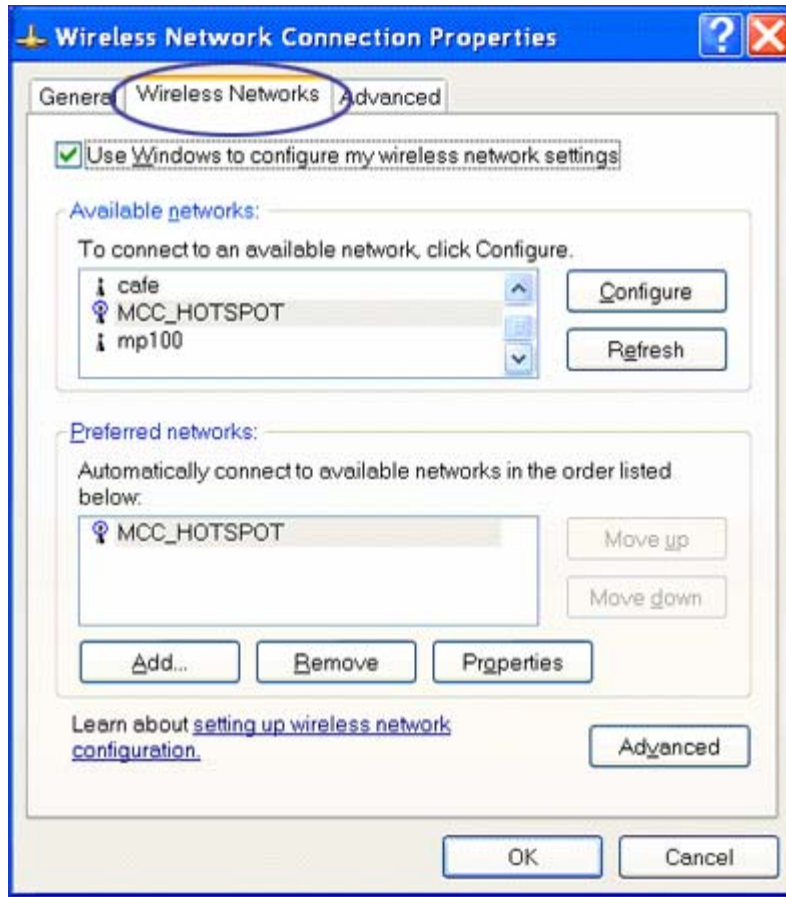 Wireless Network Connection Properties
General Wireless Networks Advanced
Use Windows to configure my wireless network settings
Available networks:
To connect to an available network, click Configure.
cafe
MCC_HOTSPOT
mp100
Configure
Refresh
Preferred networks:
Automatically connect to available networks in the order listed
below:
MCC_HOTSPOT
Move up
Move down
Add... Remove Properties
Learn about setting up wireless network
configuration.
Advanced
OK Cancel